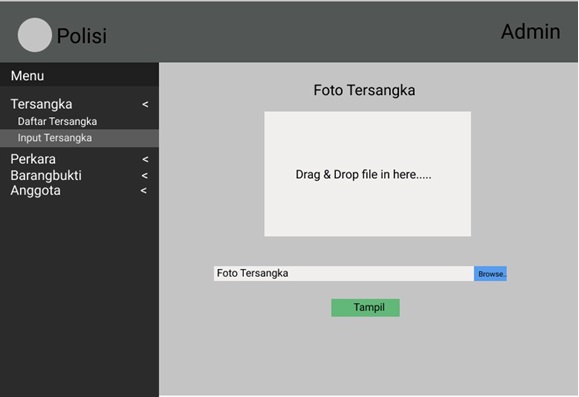 Polisi
Admin
Menu
Tersangka <
Daftar Tersangka
Input Tersangka
Perkara <
Barangbukti <
Anggota <
Foto Tersangka
Drag & Drop file in here.....
Foto Tersangka
Browse..
Tampil